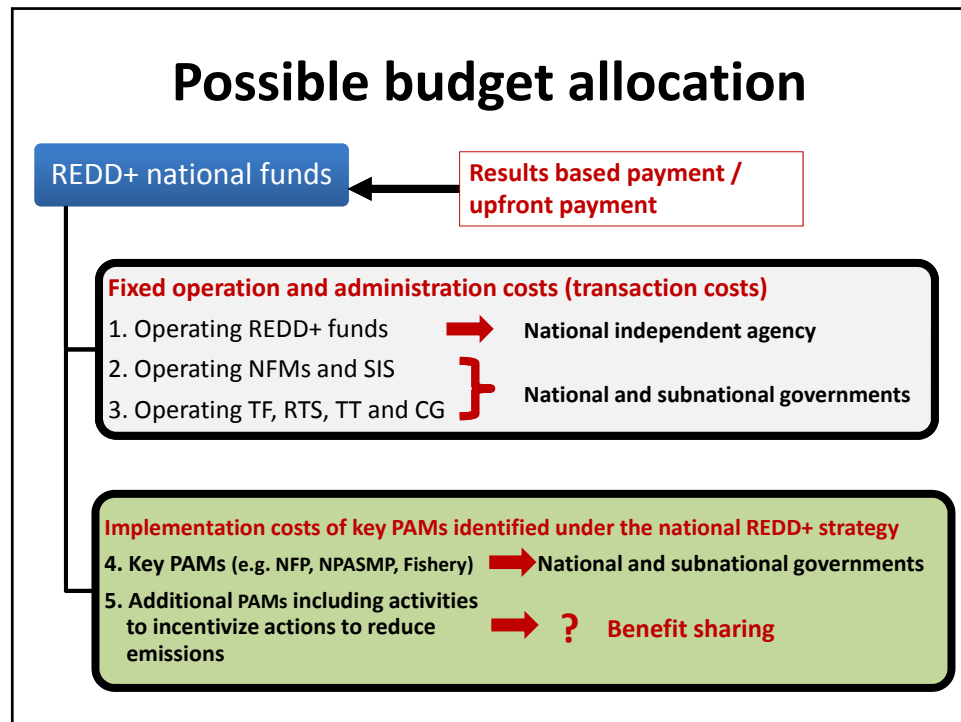 Possible budget allocation
REDD+ national funds
Results based payment /
upfront payment
Fixed operation and administration costs (transaction costs)
1. Operating REDD+ funds
National independent agency
2. Operating NFMs and SIS
3. Operating TF, RTS, TT and CG
National and subnational governments
Implementation costs of key PAMs identified under the national REDD+ strategy
4. Key PAMs (e.g. NFP, NPASMP, Fishery)
National and subnational governments
5. Additional PAMs including activities
to incentivize actions to reduce
emissions
? Benefit sharing